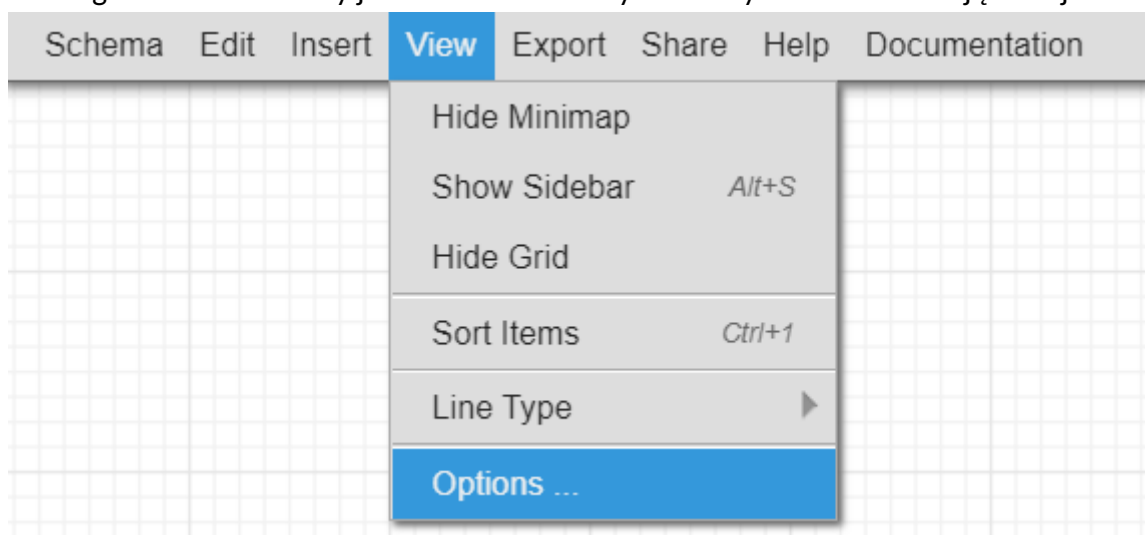 Schema Edit Insert View Export Share Help Documentation
Hide Minimap
Show Sidebar Alt+S
Hide Grid
Sort Items Ctrl+1
Line Type
Options ...